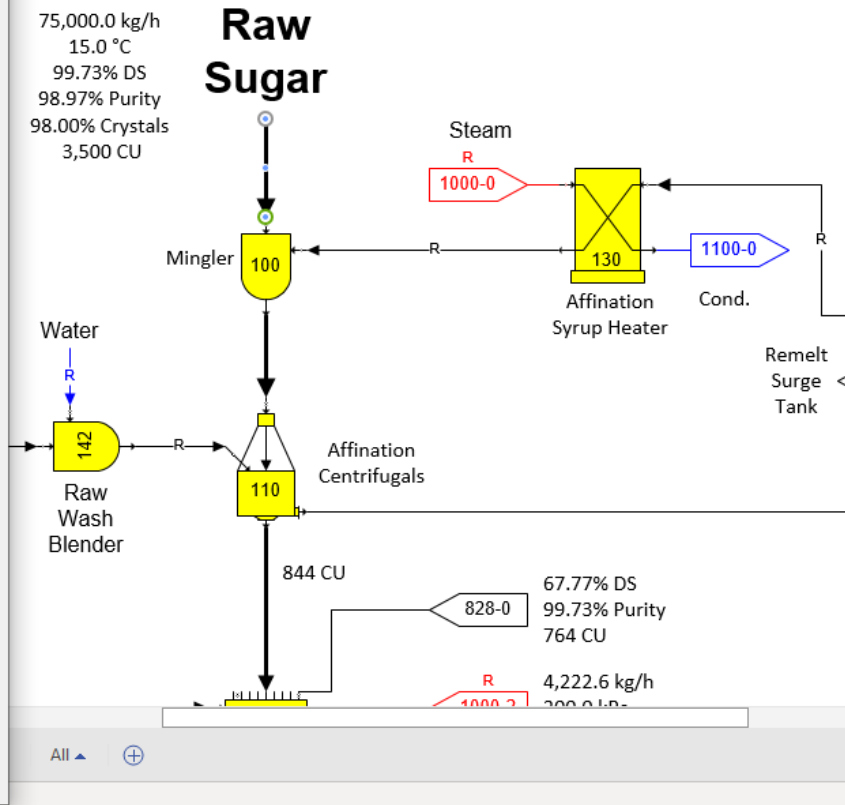 75,000.0 kg/h
15.0 °C
99.73% DS
98.97% Purity
98.00% Crystals
3,500 CU
Raw
Sugar
Steam
R
1000-0
Mingler
100
R
130
1100-0
R
Affination
Syrup Heater
Cond.
Water
R
Remelt
Surge
Tank
142
R
Raw
Wash
Blender
Affination
Centrifugals
110
844 CU
828-0
67.77% DS
99.73% Purity
764 CU
R
1000-2
4,222.6 kg/h
All